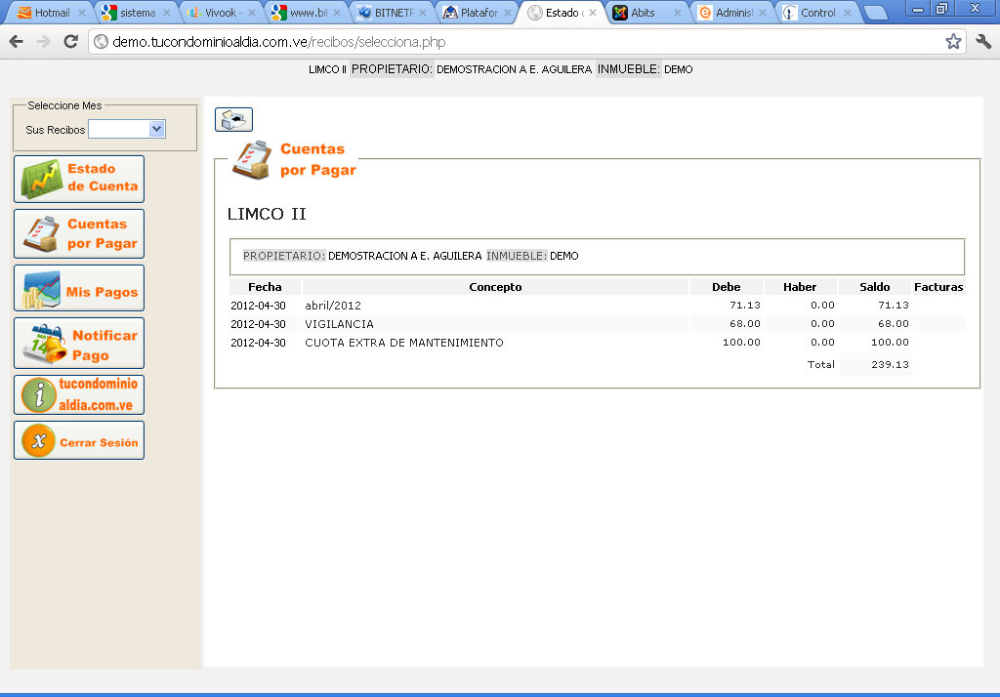 Hotmail sistema Vivook - www.bit BITNETP Platafor Estado Abits Administ Control
demo.tucondominioaldia.com.ve/recibos/selecciona.php
LIMCO II PROPIETARIO: DEMOSTRACION A E. AGUILERA INMUEBLE: DEMO
Seleccione Mes
Sus Recibos
Estado
de Cuenta
Cuentas
por Pagar
Mis Pagos
Notificar
Pago
tucondominio
aldia.com.ve
Cerrar Sesión
Cuentas
por Pagar
LIMCO II
PROPIETARIO: DEMOSTRACION A E. AGUILERA INMUEBLE: DEMO
Fecha Concepto Debe Haber Saldo Facturas
2012-04-30 abril/2012 71.13 0.00 71.13
2012-04-30 VIGILANCIA 68.00 0.00 68.00
2012-04-30 CUOTA EXTRA DE MANTENIMIENTO 100.00 0.00 100.00
Total 239.13